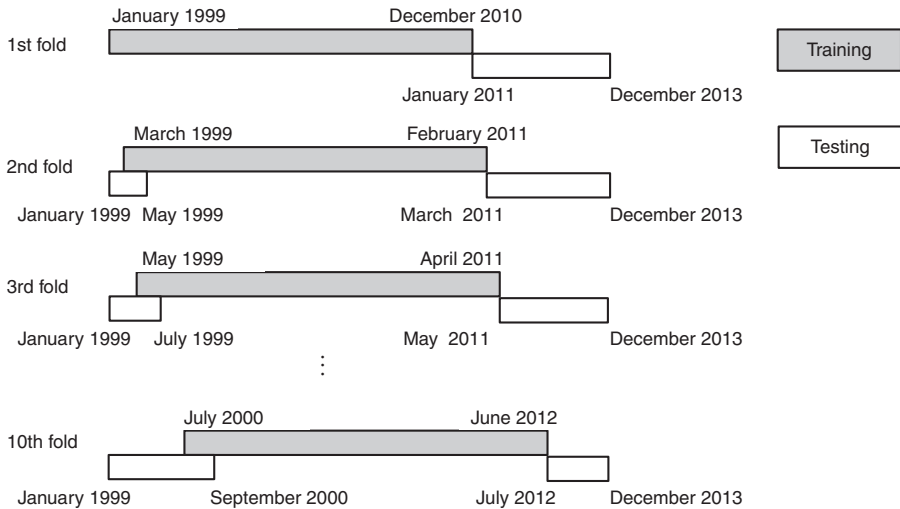 January 1999 December 2010
1st fold
Training
January 2011 December 2013
March 1999 February 2011
2nd fold
Testing
January 1999 May 1999 March 2011 December 2013
May 1999 April 2011
3rd fold
January 1999 July 1999 May 2011 December 2013
⋮
July 2000 June 2012
10th fold
January 1999 September 2000 July 2012 December 2013